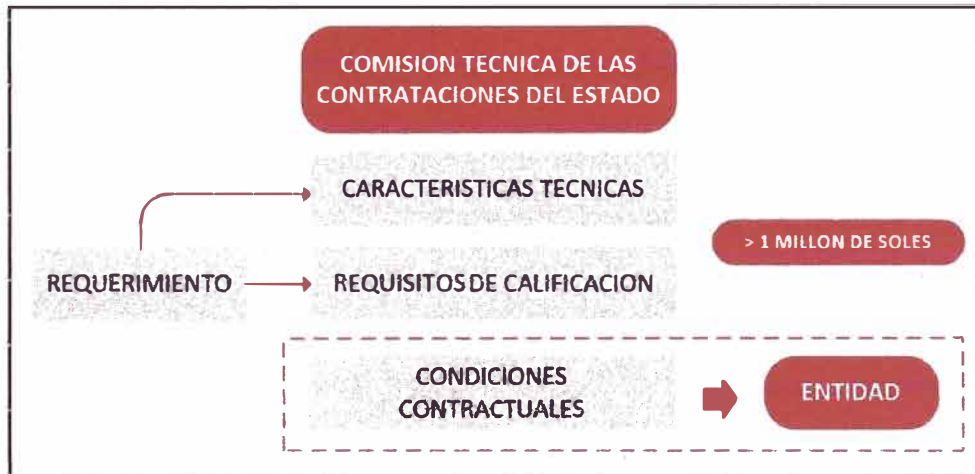 COMISION TECNICA DE LAS
CONTRATACIONES DEL ESTADO
CARACTERISTICAS TECNICAS
> 1 MILLON DE SOLES
REQUERIMIENTO
REQUISITOS DE CALIFICACION
CONDICIONES
CONTRACTUALES
ENTIDAD